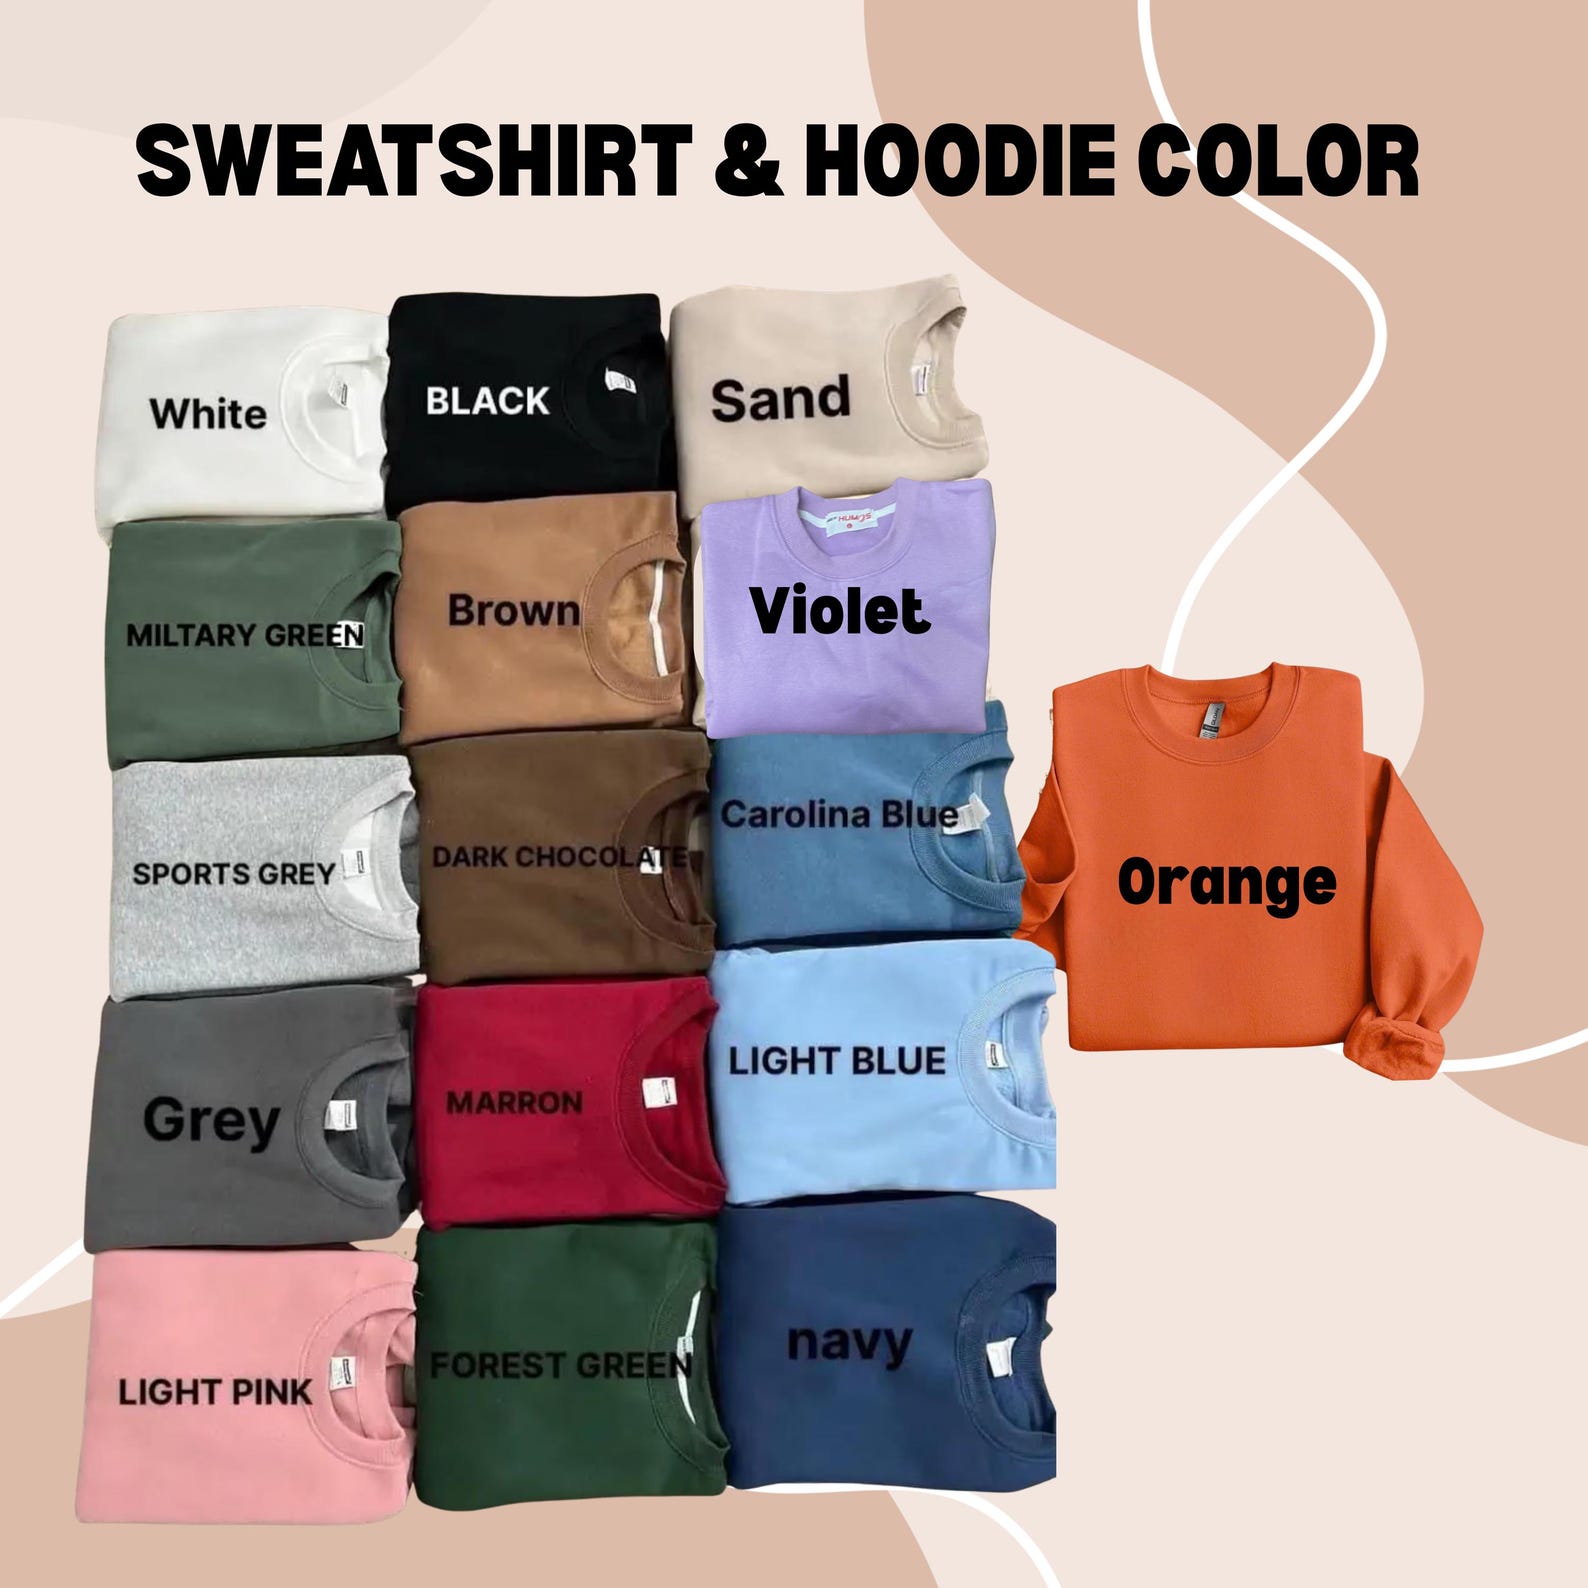 SWEATSHIRT & HOODIE COLOR
White
BLACK
Sand
MILTARY GREEN
Brown
Violet
SPORTS GREY
DARK CHOCOLATE
Carolina Blue
Orange
Grey
MARRON
LIGHT BLUE
LIGHT PINK
FOREST GREEN
navy